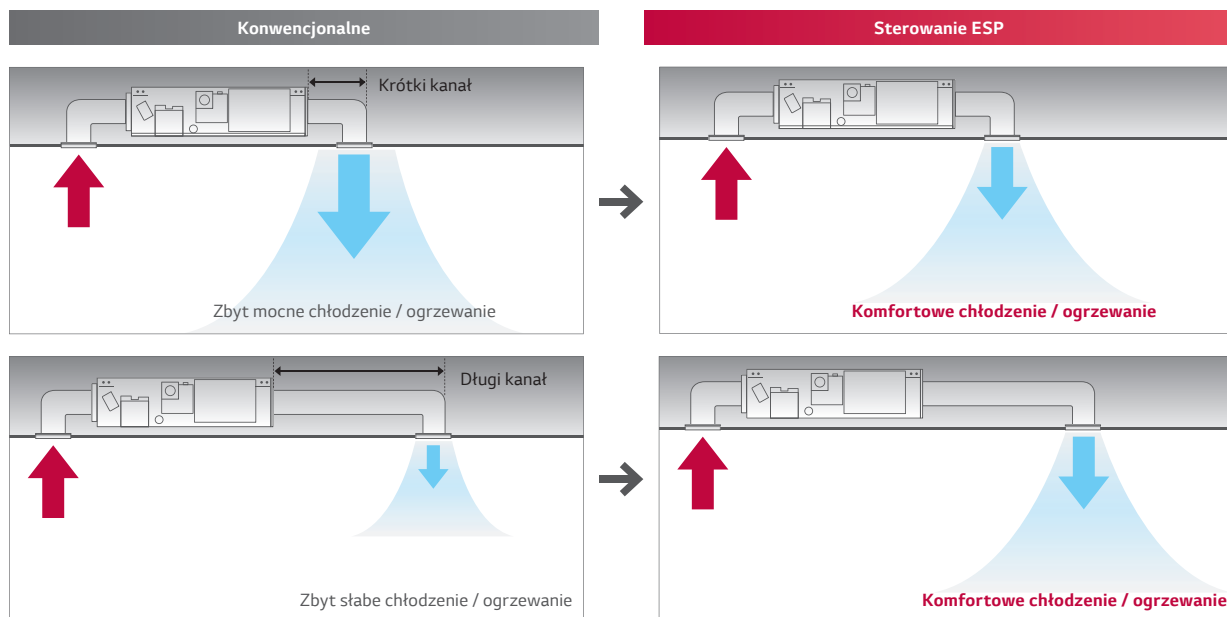 Konwencjonalne
Sterowanie ESP
Krótki kanał
Zbyt mocne chłodzenie / ogrzewanie
Komfortowe chłodzenie / ogrzewanie
Długi kanał
Zbyt słabe chłodzenie / ogrzewanie
Komfortowe chłodzenie / ogrzewanie